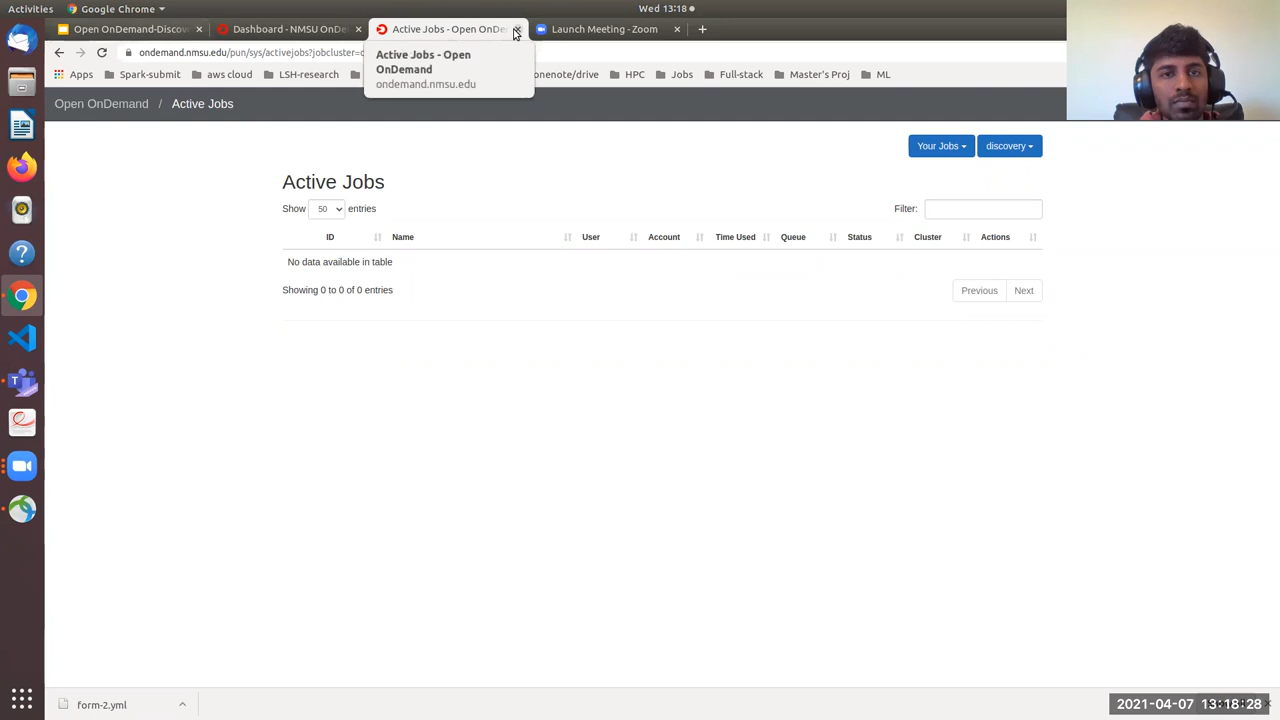 Activities
Google Chrome
Wed 13:18
Open OnDemand-Discov
Dashboard - NMSU OnDe
Active Jobs - Open OnDe
Launch Meeting - Zoom
ondemand.nmsu.edu/pun/sys/activejobs?jobcluster=
Active Jobs - Open
OnDemand
ondemand.nmsu.edu
Apps
Spark-submit
aws cloud
LSH-research
onenote/drive
HPC
Jobs
Full-stack
Master's Proj
ML
Open OnDemand / Active Jobs
Your Jobs
discovery
Active Jobs
Show 50 entries
Filter:
ID Name User Account Time Used Queue Status Cluster Actions
No data available in table
Showing 0 to 0 of 0 entries
Previous Next
form-2.yml
2021-04-07 13:18:28